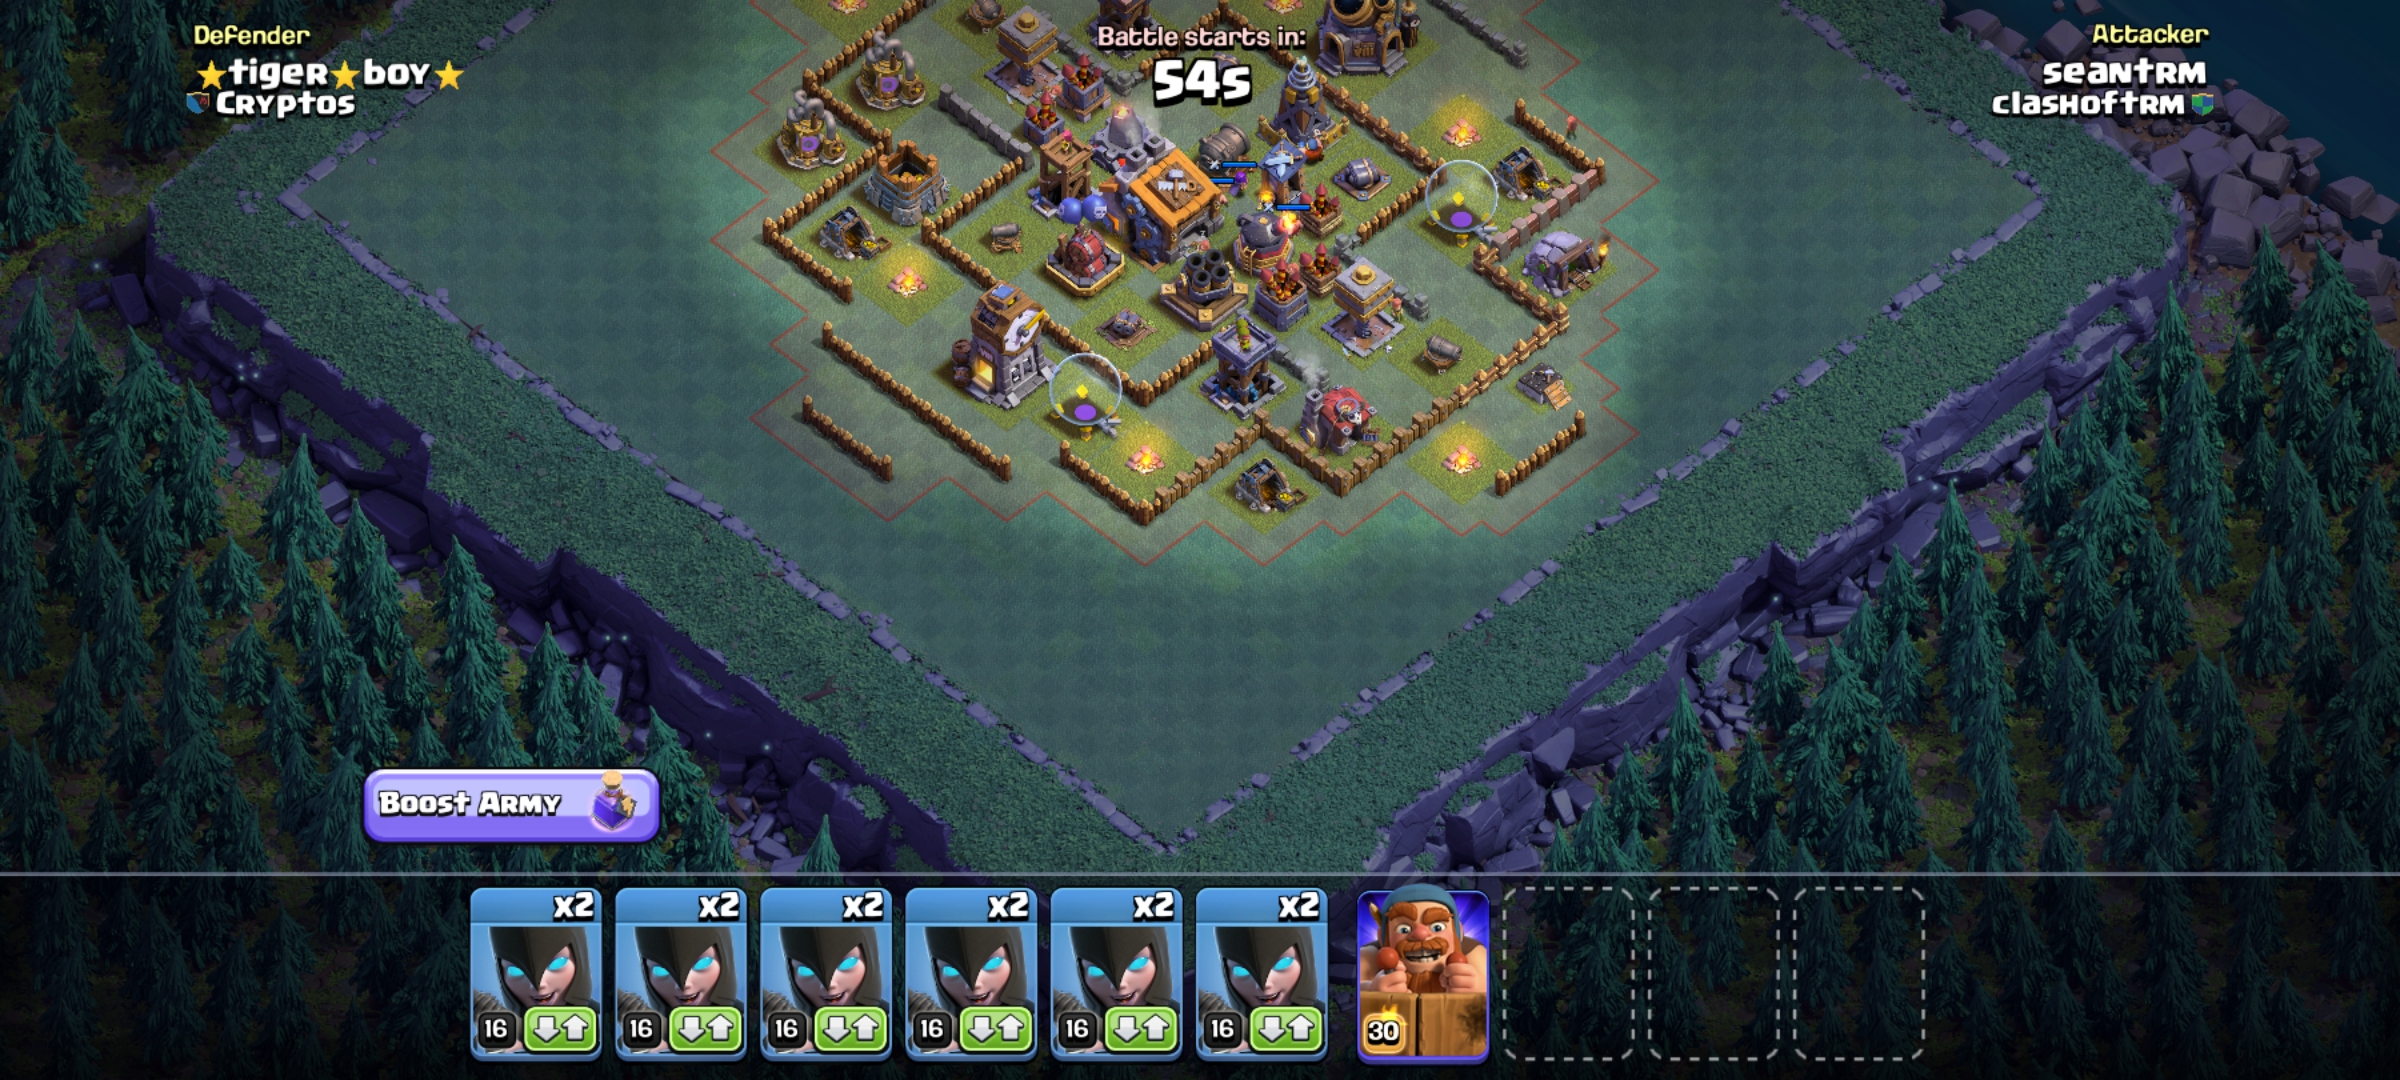 Defender
⭐tiger⭐boy⭐
Cryptos
Battle starts in:
54s
Attacker
seantRM
clashoftRM
Boost Army
x2
x2
x2
x2
x2
x2
16
16
16
16
16
16
30